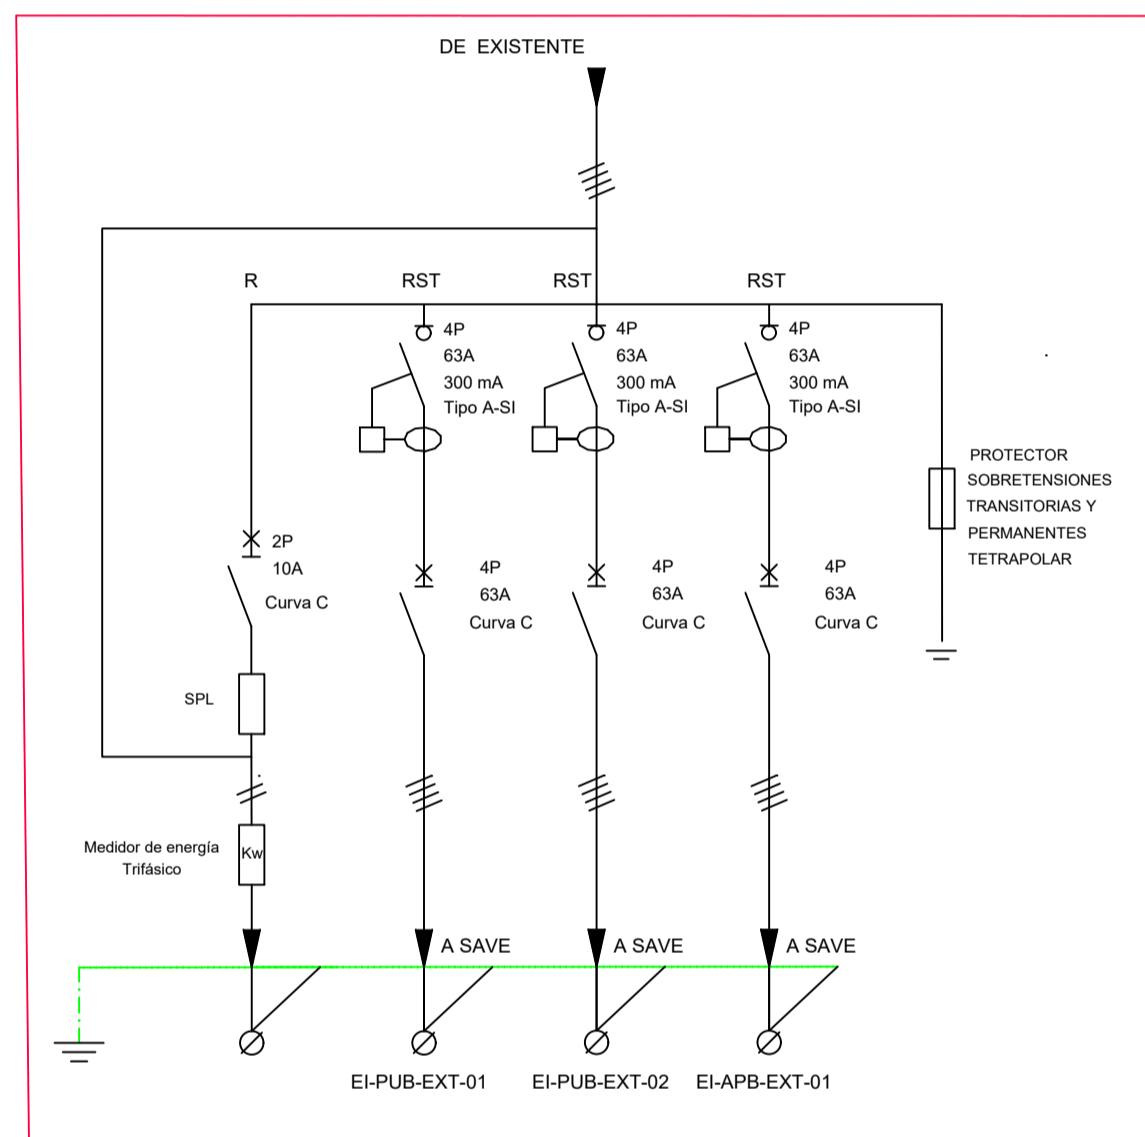 DE EXISTENTE
R
RST
RST
RST
4P
63A
300 mA
Tipo A-SI
4P
63A
300 mA
Tipo A-SI
4P
63A
300 mA
Tipo A-SI
PROTECTOR
SOBRETENSIONES
TRANSITORIAS Y
PERMANENTES
TETRAPOLAR
2P
10A
Curva C
4P
63A
Curva C
4P
63A
Curva C
4P
63A
Curva C
SPL
Medidor de energía
Trifásico
Kw
A SAVE
A SAVE
A SAVE
EI-PUB-EXT-01
EI-PUB-EXT-02
EI-APB-EXT-01